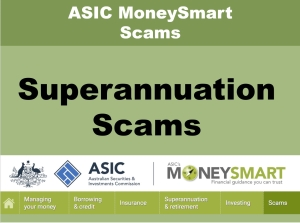 ASIC MoneySmart
Scams
Superannuation
Scams
ASIC
Australian Securities &
Investments Commission
ASIC's
MONEYSMART
Financial guidance you can trust
Managing
your money
Borrowing
& credit
Insurance
Superannuation
& retirement
Investing
Scams